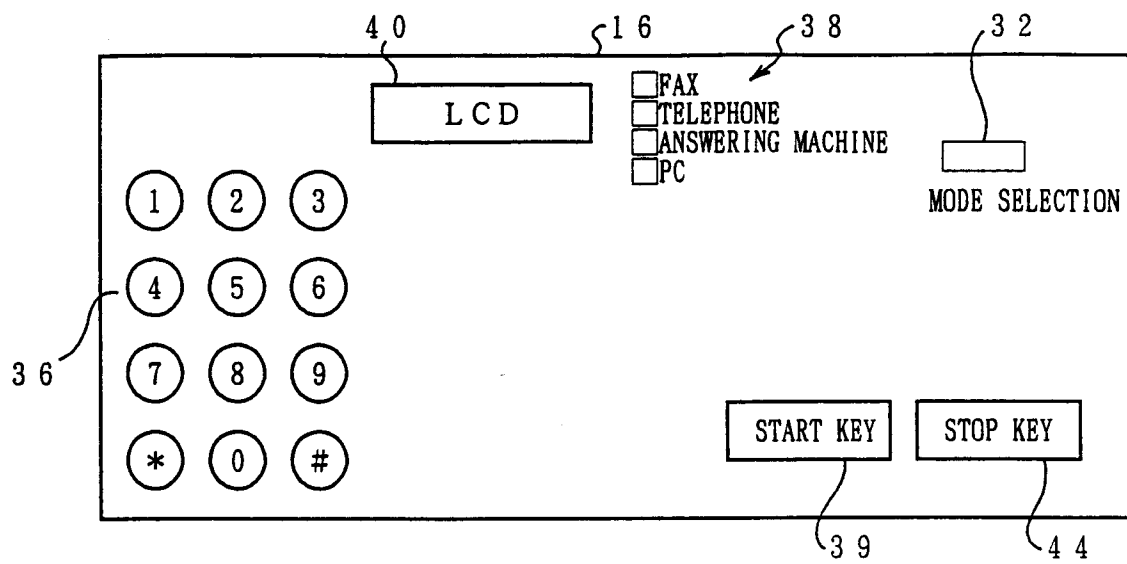 40 16 38 32
LCD
FAX
TELEPHONE
ANSWERING MACHINE
PC
MODE SELECTION
1 2 3
4 5 6
36
7 8 9
START KEY STOP KEY
* 0 #
39 44